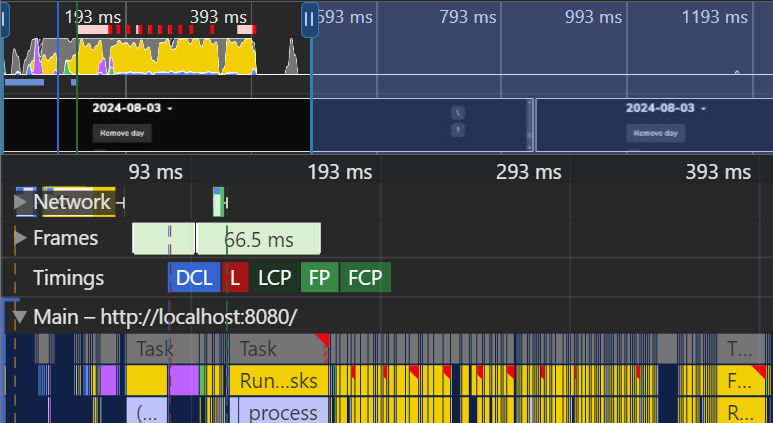 193 ms 393 ms 593 ms 793 ms 993 ms 1193 ms
2024-08-03 2024-08-03
Remove day Remove day
93 ms 193 ms 293 ms 393 ms
Network
Frames 66.5 ms
Timings DCL L LCP FP FCP
Main – http://localhost:8080/
Task Task T...
Run...sks F...
(... process R...